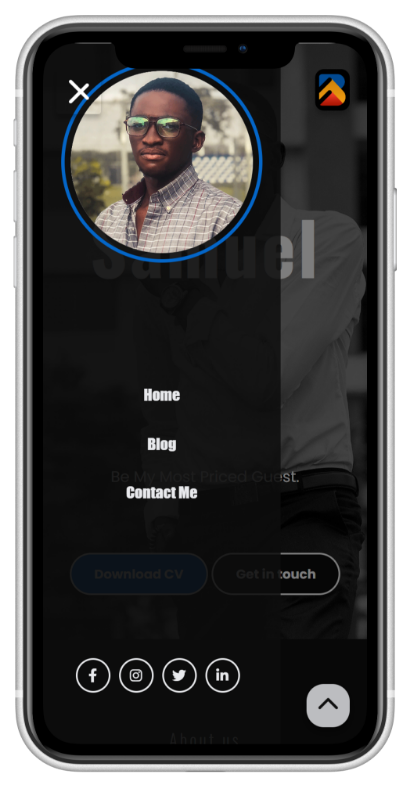 Samuel
Home
Blog
Be My Most Priced Guest.
Contact Me
Download CV
Get in touch
About us